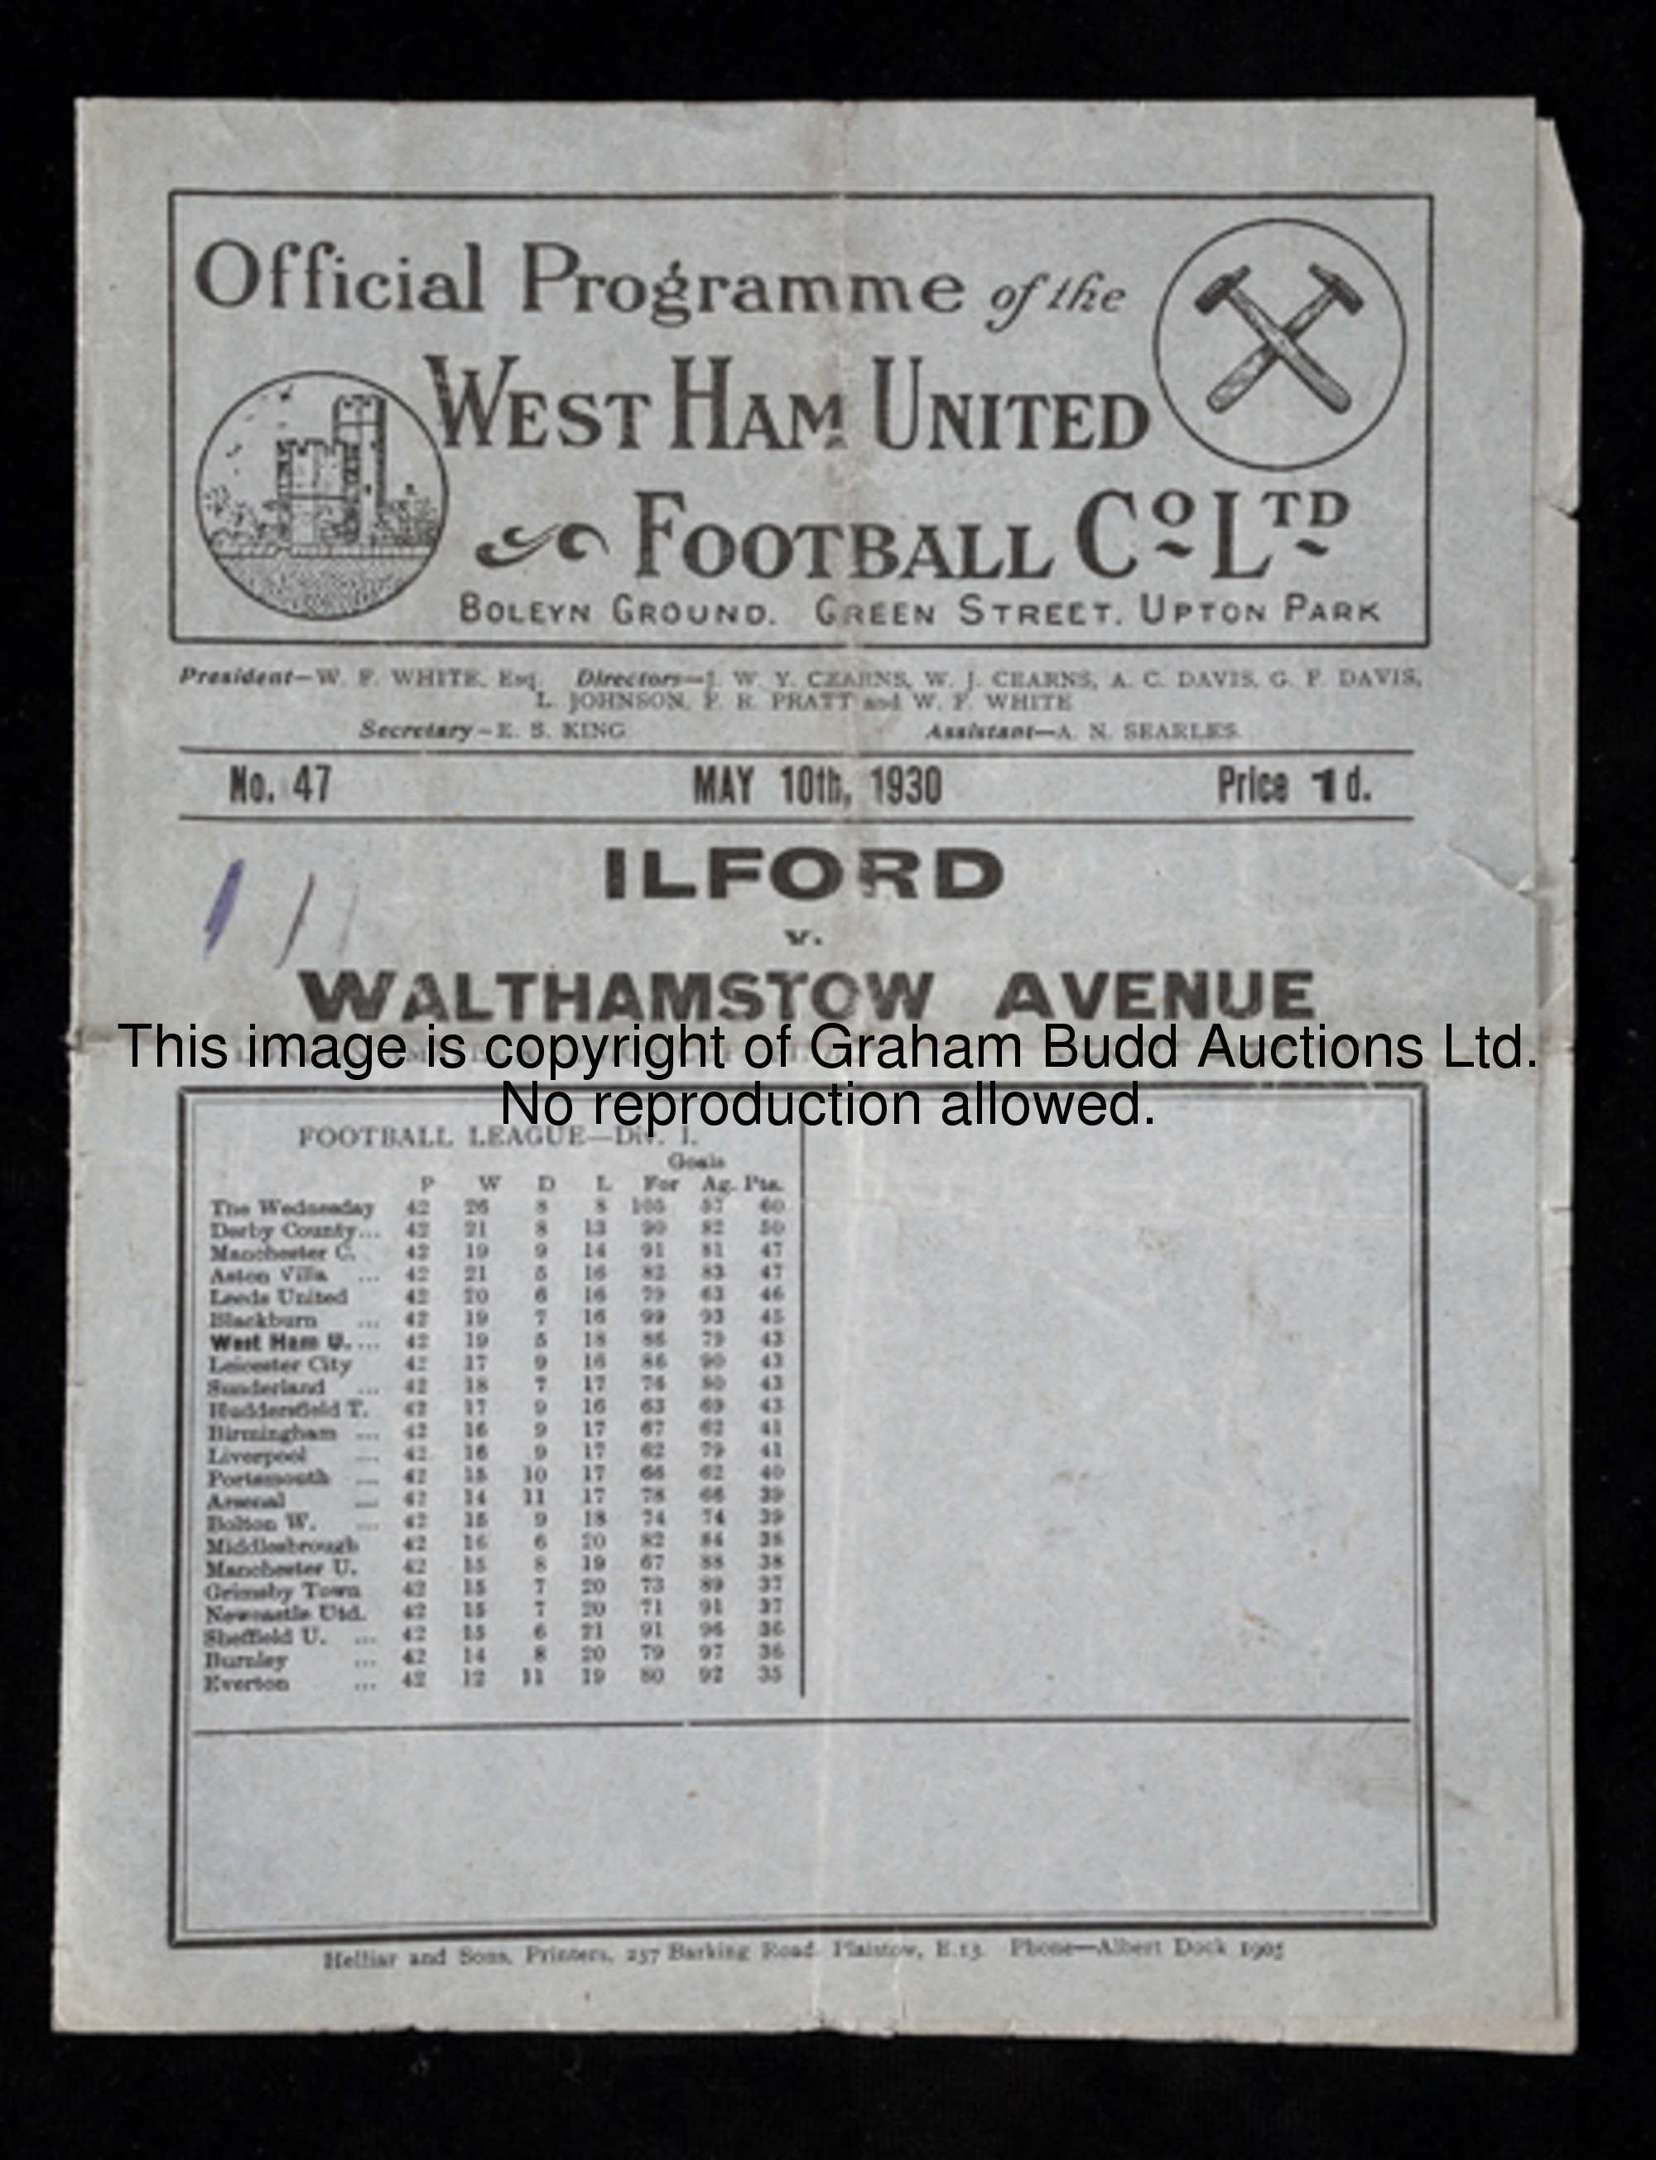 Official Programme of the
WEST HAM UNITED
FOOTBALL CO LTD
BOLEYN GROUND. GREEN STREET. UPTON PARK
President—W. F. WHITE, Esq. Directors—J. W. Y. CEARNS, W. J. CEARNS, A. C. DAVIS, G. F. DAVIS,
L. JOHNSON, F. R. PRATT and W. F. WHITE
Secretary—E. S. KING Assistant—A. N. SEARLES.
No. 47 MAY 10th, 1930 Price 1d.
ILFORD
v.
WALTHAMSTOW AVENUE
This image is copyright of Graham Budd Auctions Ltd.
No reproduction allowed.
FOOTBALL LEAGUE—Div. I.
Goals
P W D L For Ag. Pts.
The Wednesday 42 26 8 8 105 57 60
Derby County... 42 21 8 13 90 82 50
Manchester C. 42 19 9 14 91 81 47
Aston Villa ... 42 21 5 16 82 83 47
Leeds United 42 20 6 16 79 63 46
Blackburn ... 42 19 7 16 99 93 45
West Ham U.... 42 19 5 18 86 79 43
Leicester City 42 17 9 16 86 90 43
Sunderland ... 42 18 7 17 76 80 43
Huddersfield T. 42 17 9 16 63 69 43
Birmingham ... 42 16 9 17 67 62 41
Liverpool ... 42 16 9 17 62 79 41
Portsmouth ... 42 15 10 17 66 62 40
Arsenal ... 42 14 11 17 78 66 39
Bolton W. ... 42 15 9 18 74 74 39
Middlesbrough 42 16 6 20 82 84 38
Manchester U. 42 15 8 19 67 88 38
Grimsby Town 42 15 7 20 73 89 37
Newcastle Utd. 42 15 7 20 71 91 37
Sheffield U. ... 42 15 6 21 91 96 36
Burnley ... 42 14 8 20 79 97 36
Everton ... 42 12 11 19 80 92 35
Helliar and Sons, Printers, 237 Barking Road Plaistow, E.13. Phone—Albert Dock 1905